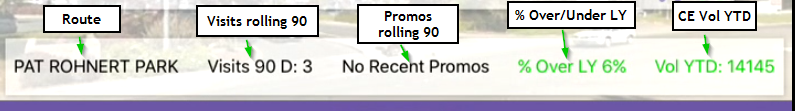 Route
Visits rolling 90
Promos
rolling 90
% Over/Under LY
CE Vol YTD
PAT ROHNERT PARK
Visits 90 D: 3
No Recent Promos
% Over LY 6%
Vol YTD: 14145